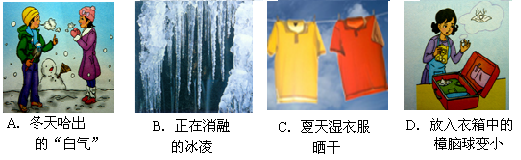 A. 冬天哈出
的“白气”
B. 正在消融
的冰凌
C. 夏天湿衣服
晒干
D. 放入衣箱中的
樟脑球变小